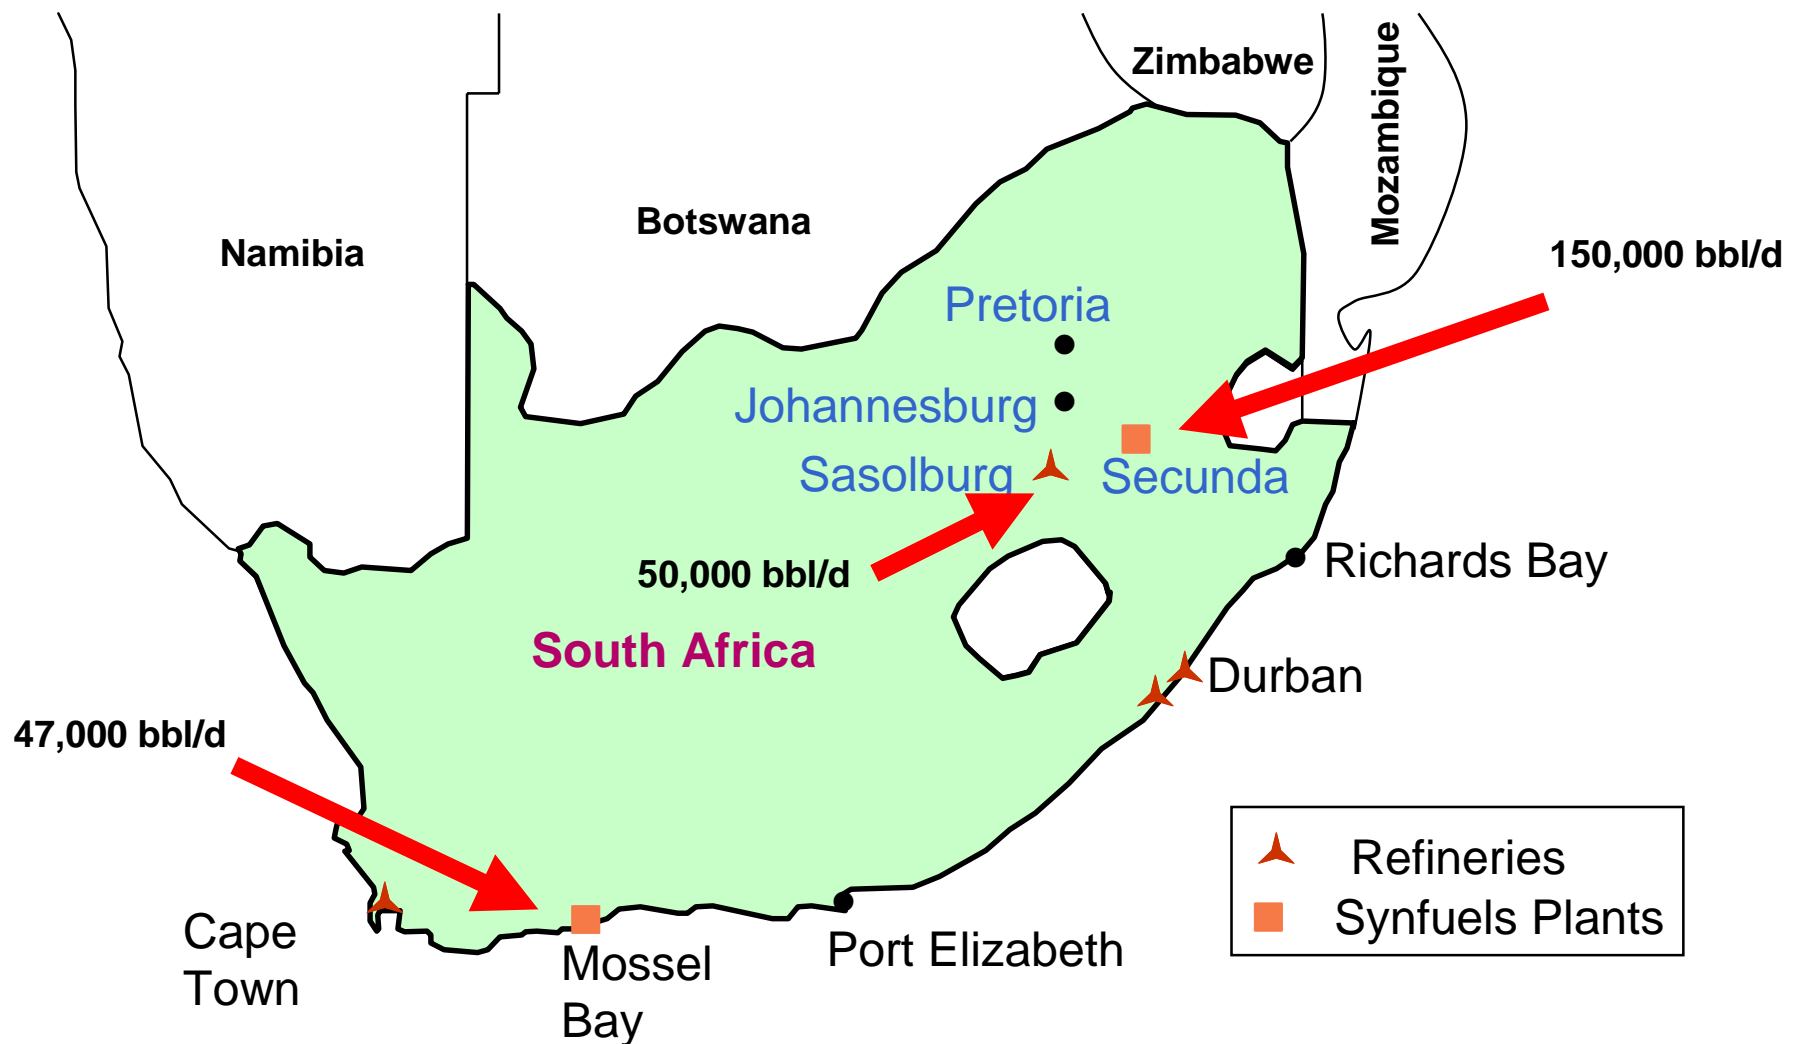 Zimbabwe
Mozambique
Botswana
Namibia
150,000 bbl/d
Pretoria
Johannesburg
Sasolburg
Secunda
50,000 bbl/d
Richards Bay
South Africa
Durban
47,000 bbl/d
Refineries
Synfuels Plants
Cape
Town
Mossel
Bay
Port Elizabeth